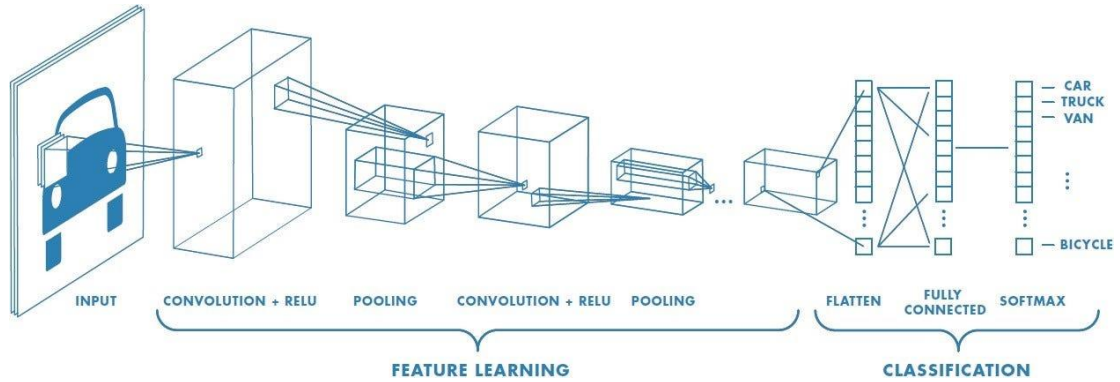 CAR
TRUCK
VAN
BICYCLE
INPUT
CONVOLUTION + RELU
POOLING
CONVOLUTION + RELU
POOLING
FLATTEN
FULLY
CONNECTED
SOFTMAX
FEATURE LEARNING
CLASSIFICATION